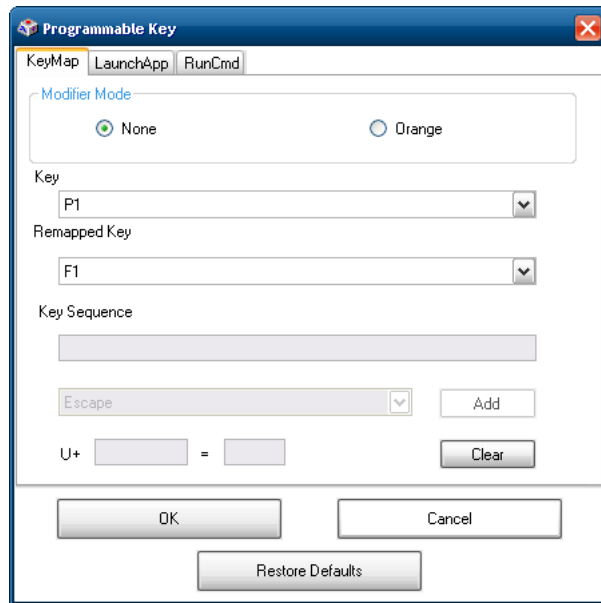 Programmable Key
KeyMap LaunchApp RunCmd
Modifier Mode
None Orange
Key
P1
Remapped Key
F1
Key Sequence
Escape Add
U+ = Clear
OK Cancel
Restore Defaults